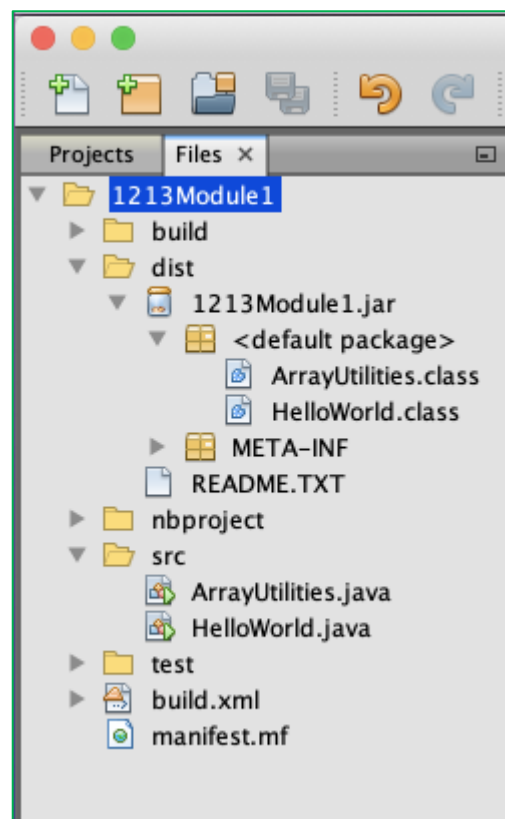 Projects Files ×
1213Module1
build
dist
1213Module1.jar
<default package>
ArrayUtilities.class
HelloWorld.class
META-INF
README.TXT
nbproject
src
ArrayUtilities.java
HelloWorld.java
test
build.xml
manifest.mf